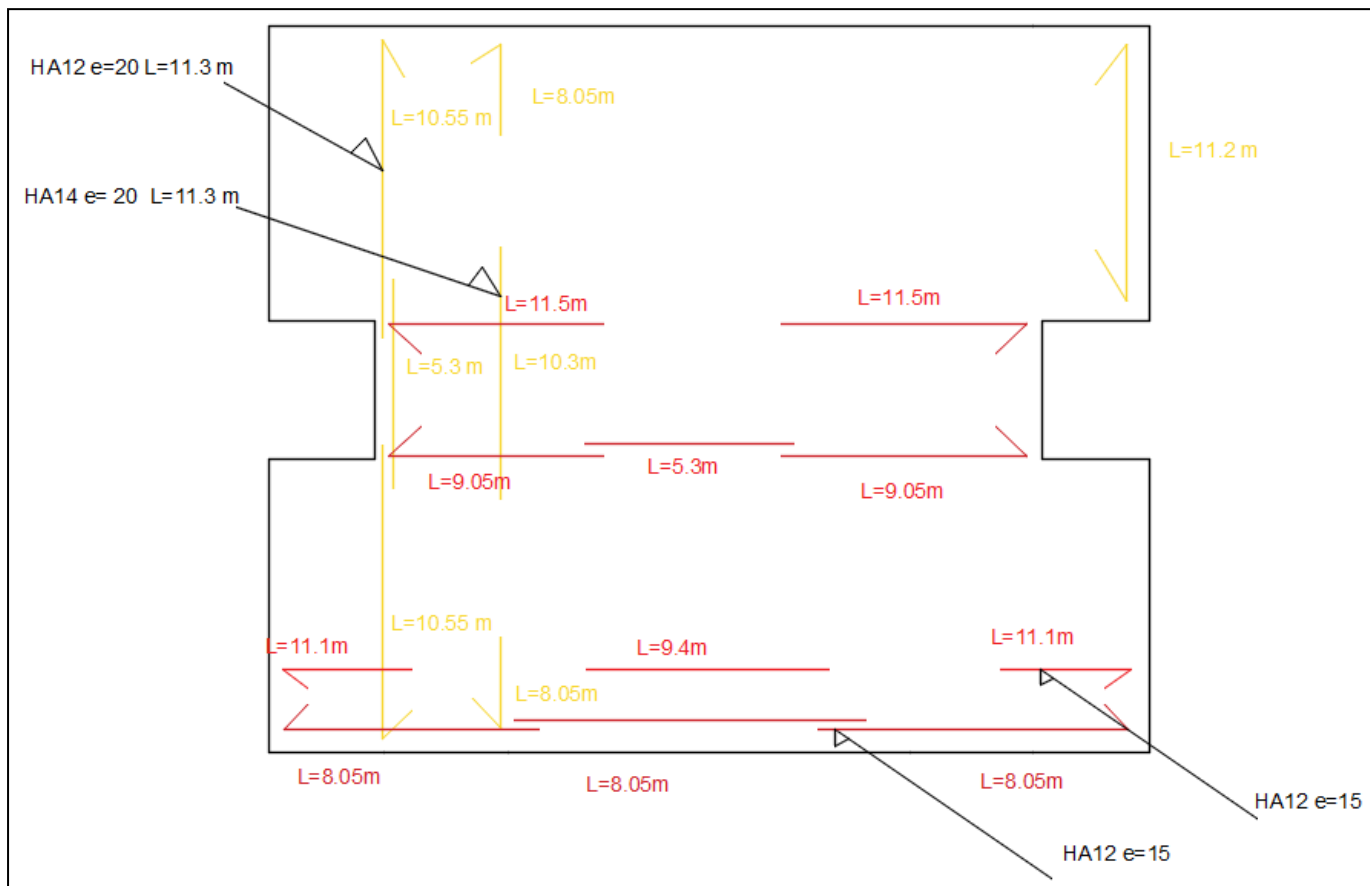 HA12 e=20 L=11.3 m
L=10.55 m
L=8.05m
L=11.2 m
HA14 e= 20 L=11.3 m
L=11.5m
L=11.5m
L=5.3 m
L=10.3m
L=9.05m
L=5.3m
L=9.05m
L=10.55 m
L=11.1m
L=9.4m
L=11.1m
L=8.05m
L=8.05m
L=8.05m
L=8.05m
HA12 e=15
HA12 e=15